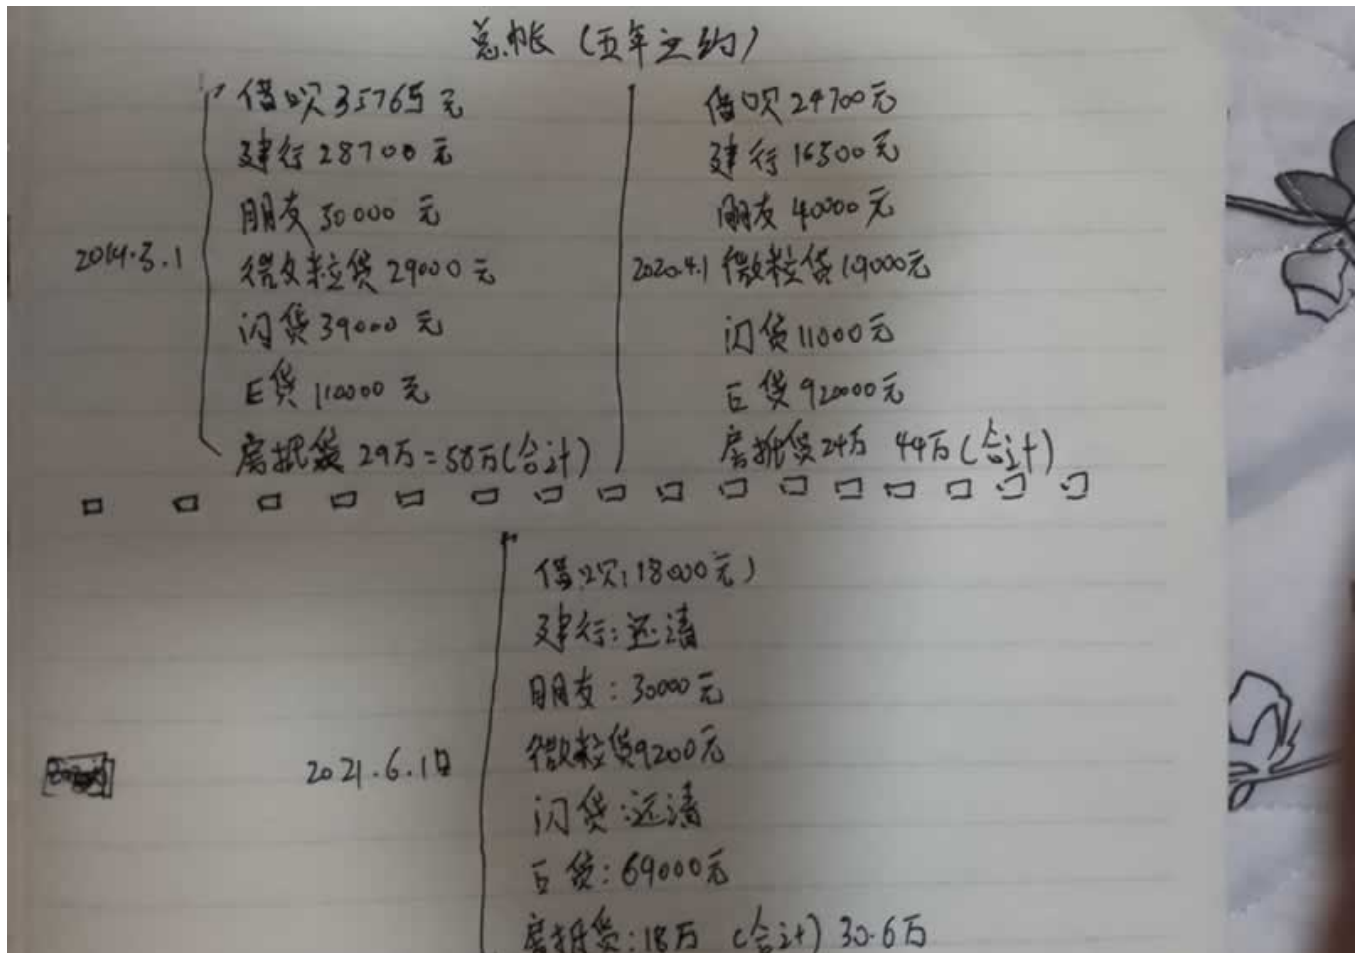 总帐(五年之约)
借呗35765元
建行28700元
朋友50000元
2019.3.1
微粒贷29000元
闪贷39000元
E贷110000元
房抵贷29万=58万(合计)
借呗24700元
建行16500元
朋友40000元
2020.4.1 微粒贷19000元
闪贷11000元
E贷92000元
房抵贷24万 44万(合计)
借呗:18000元)
建行:还清
朋友:30000元
2021.6.1日
微粒贷9200元
闪贷:还清
E贷:69000元
房抵贷:18万 (合计) 30.6万